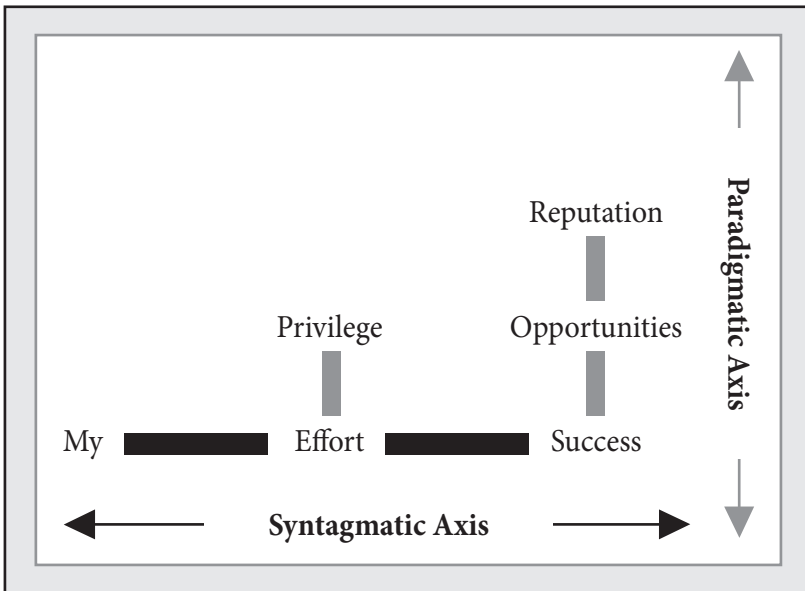 Reputation
Privilege Opportunities
My Effort Success
Syntagmatic Axis
Paradigmatic Axis